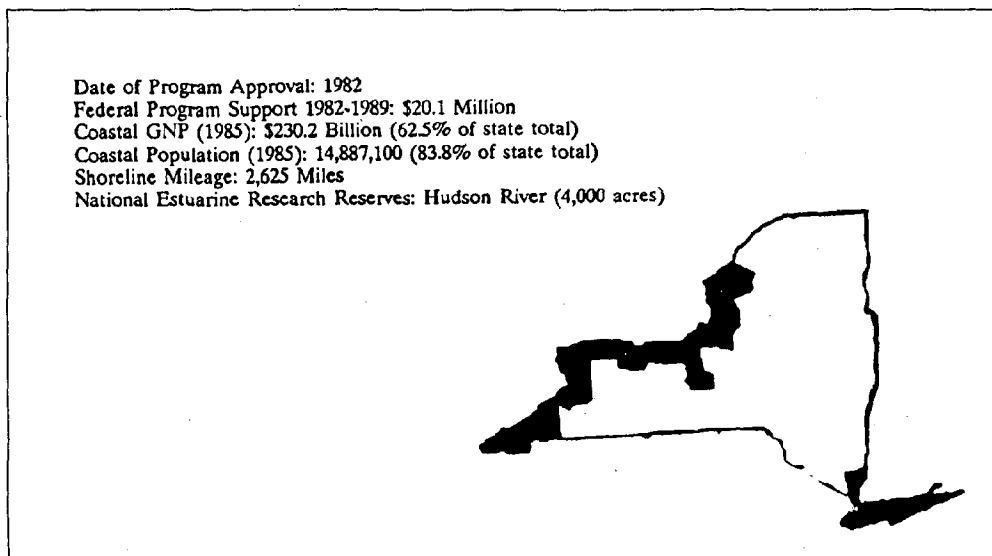 Date of Program Approval: 1982
Federal Program Support 1982-1989: $20.1 Million
Coastal GNP (1985): $230.2 Billion (62.5% of state total)
Coastal Population (1985): 14,887,100 (83.8% of state total)
Shoreline Mileage: 2,625 Miles
National Estuarine Research Reserves: Hudson River (4,000 acres)